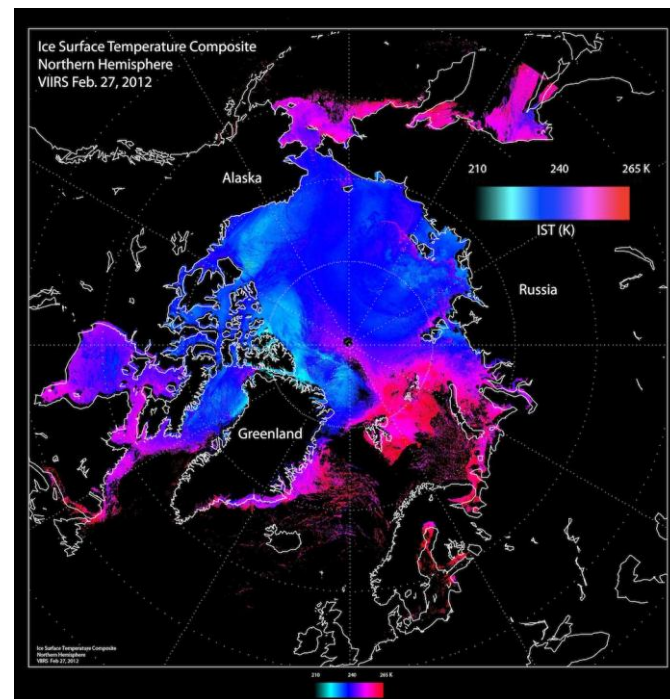 Ice Surface Temperature Composite
Northern Hemisphere
VIIRS Feb. 27, 2012
Alaska
210 240 265 K
IST (K)
Russia
Greenland
Ice Surface Temperature Composite
Northern Hemisphere
VIIRS Feb 27, 2012
210 240 265 K